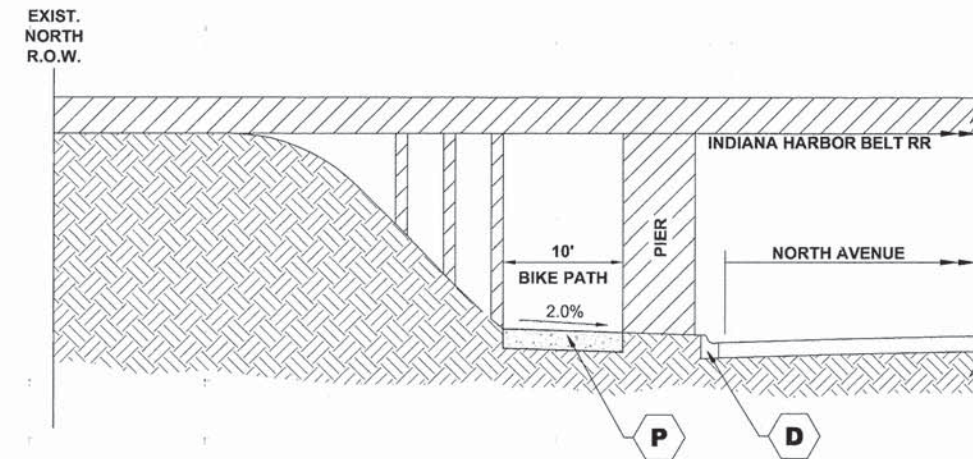 EXIST.
NORTH
R.O.W.
INDIANA HARBOR BELT RR
PIER
NORTH AVENUE
10'
BIKE PATH
2.0%
P
D